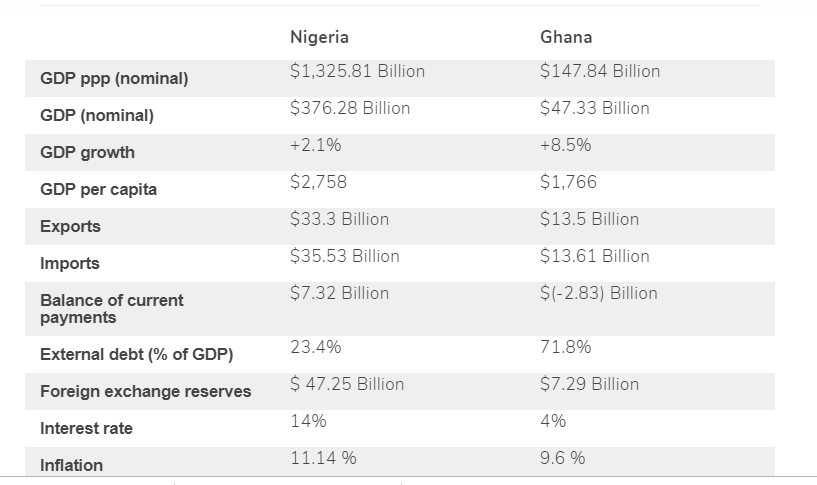 Nigeria Ghana
GDP ppp (nominal) $1,325.81 Billion $147.84 Billion
GDP (nominal) $376.28 Billion $47.33 Billion
GDP growth +2.1% +8.5%
GDP per capita $2,758 $1,766
Exports $33.3 Billion $13.5 Billion
Imports $35.53 Billion $13.61 Billion
Balance of current $7.32 Billion $(-2.83) Billion
payments
External debt (% of GDP) 23.4% 71.8%
Foreign exchange reserves $ 47.25 Billion $7.29 Billion
Interest rate 14% 4%
Inflation 11.14 % 9.6 %